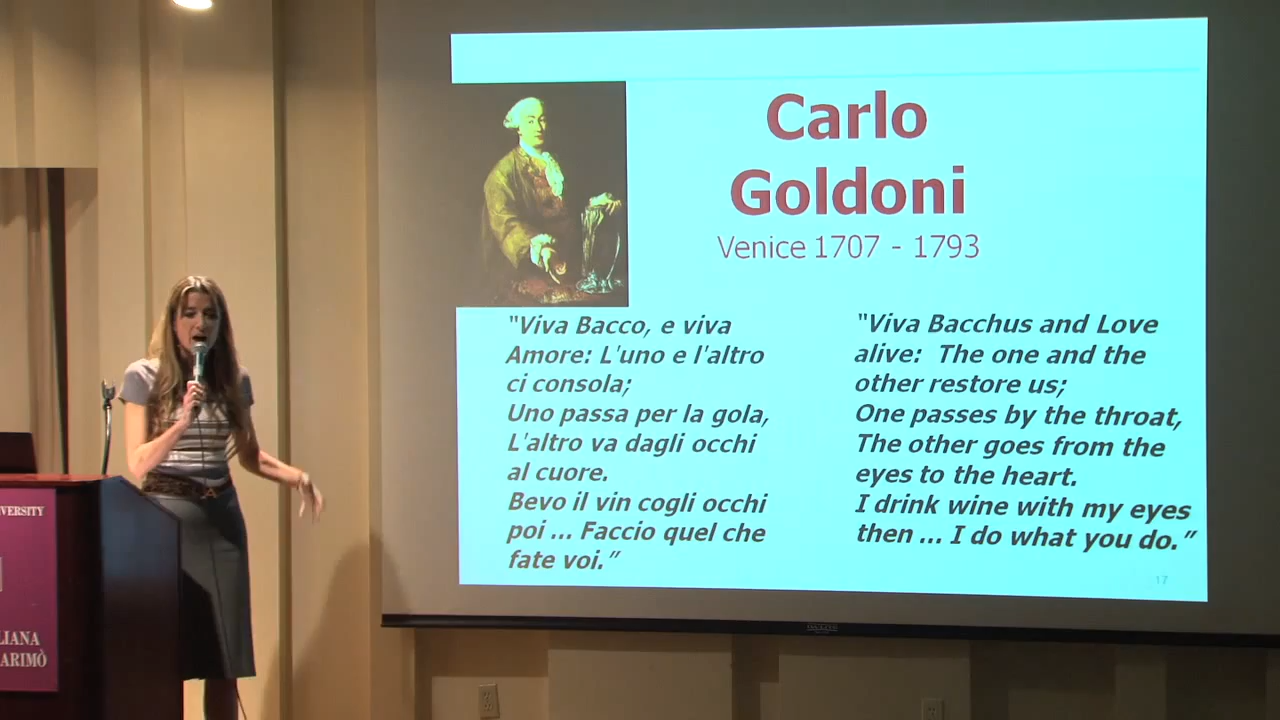 Carlo
Goldoni
Venice 1707 - 1793
“Viva Bacco, e viva
Amore: L'uno e l'altro
ci consola;
Uno passa per la gola,
L'altro va dagli occhi
al cuore.
Bevo il vin cogli occhi
poi ... Faccio quel che
fate voi.”
“Viva Bacchus and Love
alive: The one and the
other restore us;
One passes by the throat,
The other goes from the
eyes to the heart.
I drink wine with my eyes
then ... I do what you do.”
17
VERSITY
LIANA
ARIMÒ